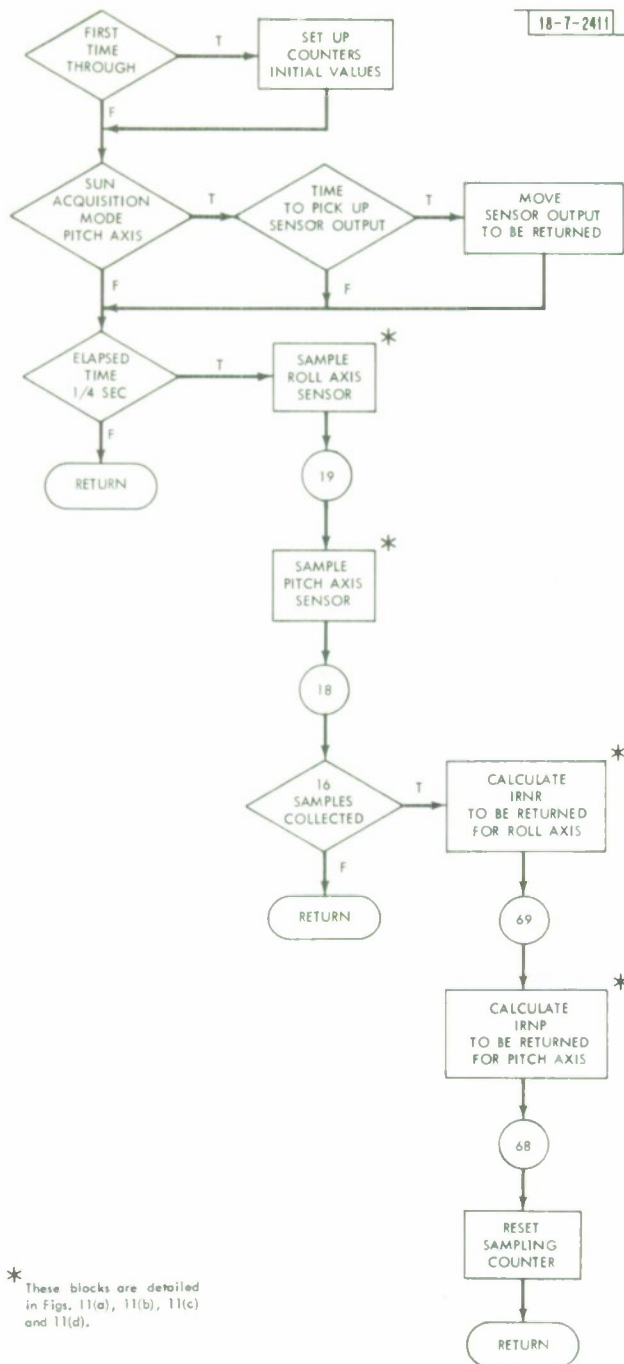 18-7-2411
FIRST
TIME
THROUGH
T
SET UP
COUNTERS
INITIAL VALUES
F
SUN
ACQUISITION
MODE
PITCH AXIS
T
TIME
TO PICK UP
SENSOR OUTPUT
T
MOVE
SENSOR OUTPUT
TO BE RETURNED
F
F
ELAPSED
TIME
1/4 SEC
T
SAMPLE
ROLL AXIS
SENSOR
*
F
RETURN
19
SAMPLE
PITCH AXIS
SENSOR
*
18
16
SAMPLES
COLLECTED
T
CALCULATE
IRNR
TO BE RETURNED
FOR ROLL AXIS
*
F
RETURN
69
CALCULATE
IRNP
TO BE RETURNED
FOR PITCH AXIS
*
68
RESET
SAMPLING
COUNTER
RETURN
* These blocks are detailed
in Figs. 11(a), 11(b), 11(c)
and 11(d).